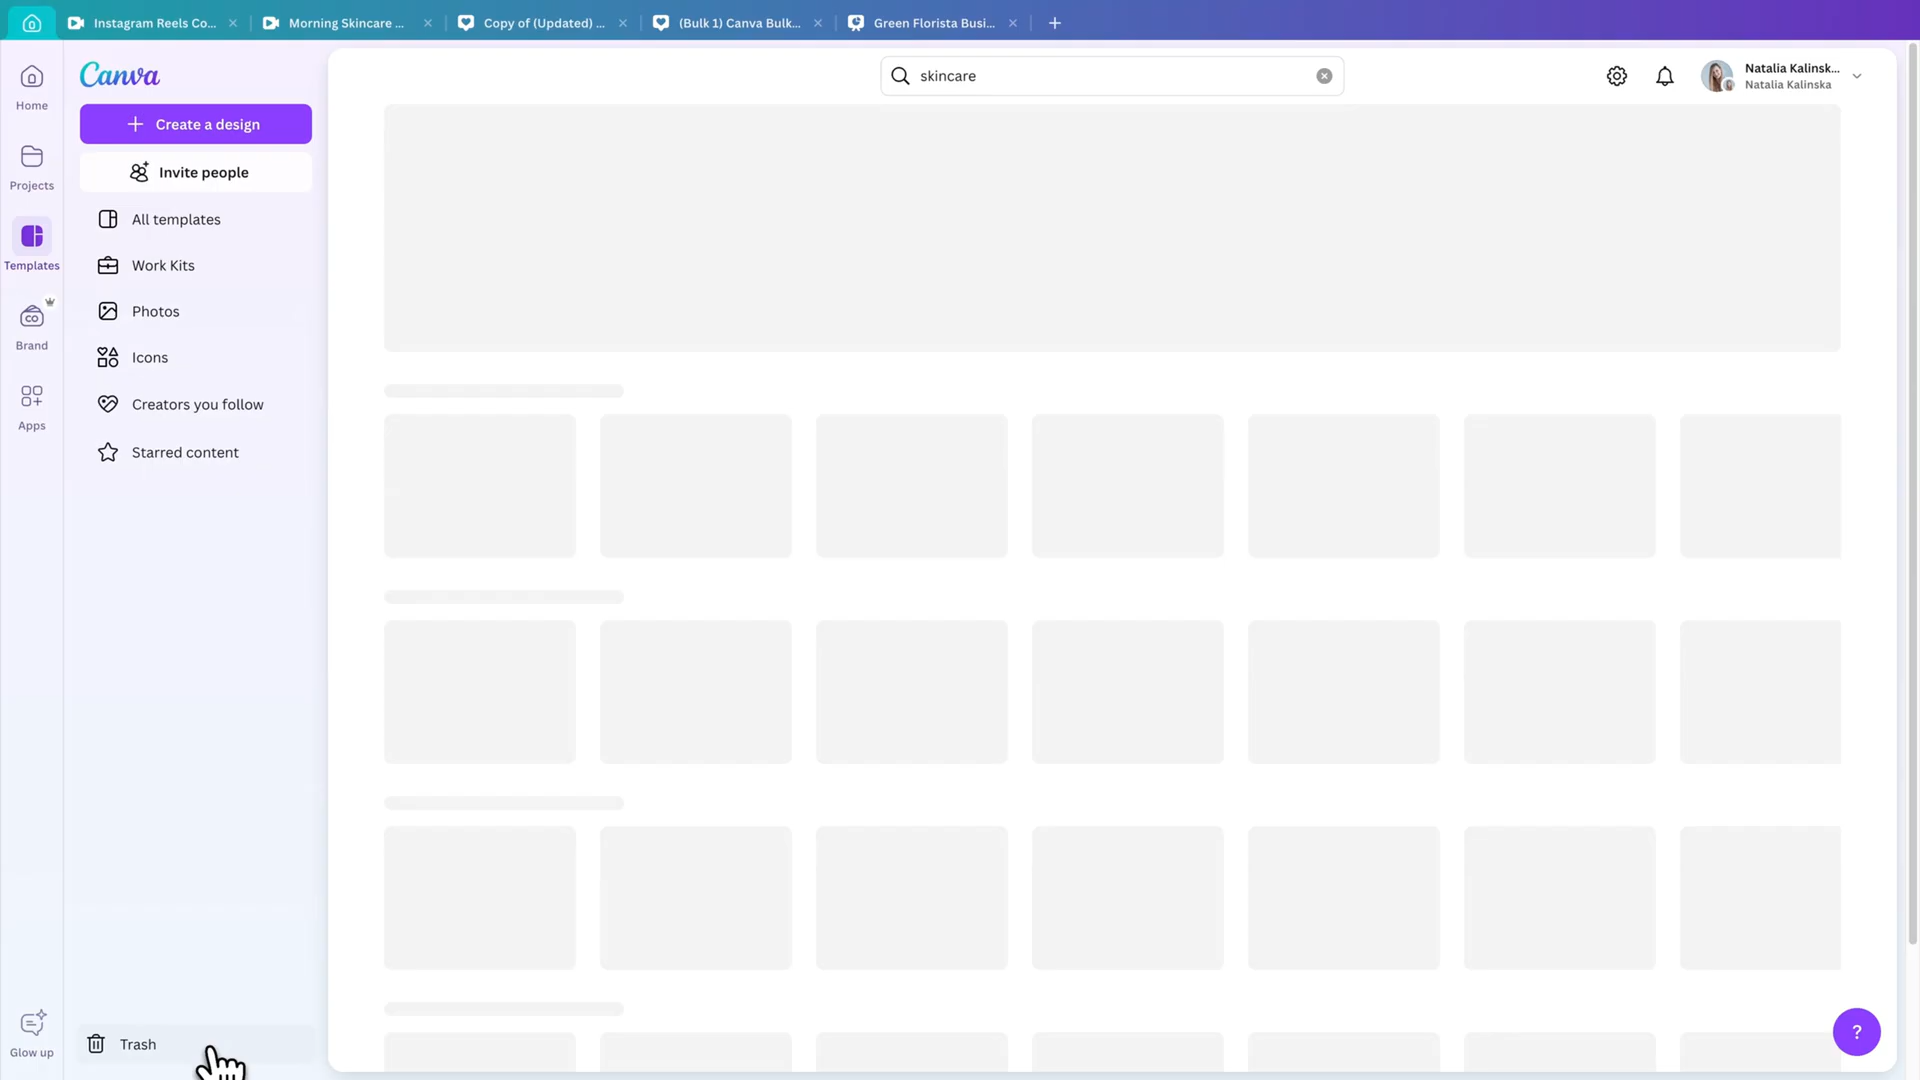 Instagram Reels Co...
Morning Skincare ...
Copy of (Updated) ...
(Bulk 1) Canva Bulk...
Green Florista Busi...
Canva
skincare
Natalia Kalinsk...
Natalia Kalinska
Home
Projects
Templates
Brand
CO
Apps
Glow up
Create a design
Invite people
All templates
Work Kits
Photos
Icons
Creators you follow
Starred content
Trash
?